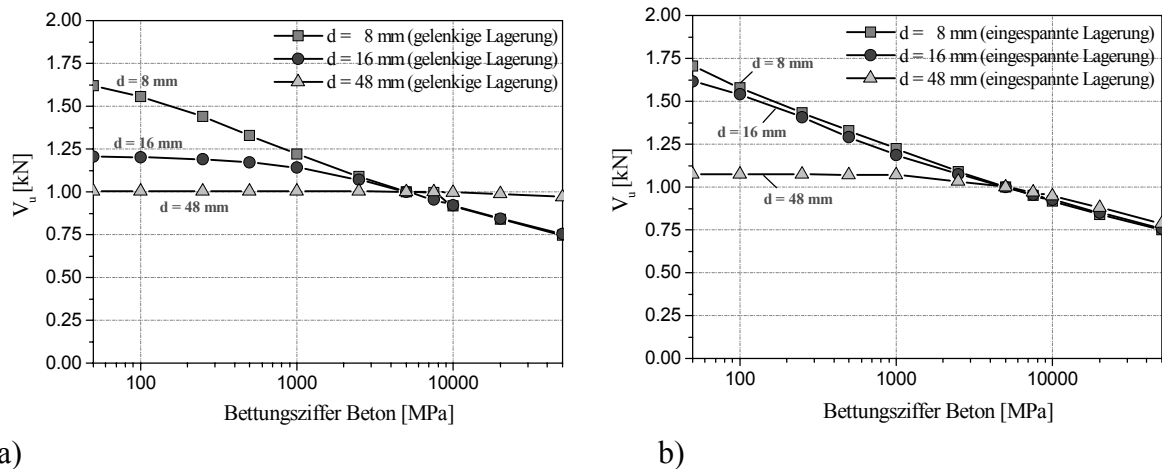 2.00
1.75
1.50
1.25
1.00
0.75
0.50
0.25
0.00
V_u [kN]
d = 8 mm (gelenkige Lagerung)
d = 16 mm (gelenkige Lagerung)
d = 48 mm (gelenkige Lagerung)
d = 8 mm
d = 16 mm
d = 48 mm
100
1000
10000
Bettungsziffer Beton [MPa]
a)
2.00
1.75
1.50
1.25
1.00
0.75
0.50
0.25
0.00
V_u [kN]
d = 8 mm (eingespannte Lagerung)
d = 16 mm (eingespannte Lagerung)
d = 48 mm (eingespannte Lagerung)
d = 8 mm
d = 16 mm
d = 48 mm
100
1000
10000
Bettungsziffer Beton [MPa]
b)